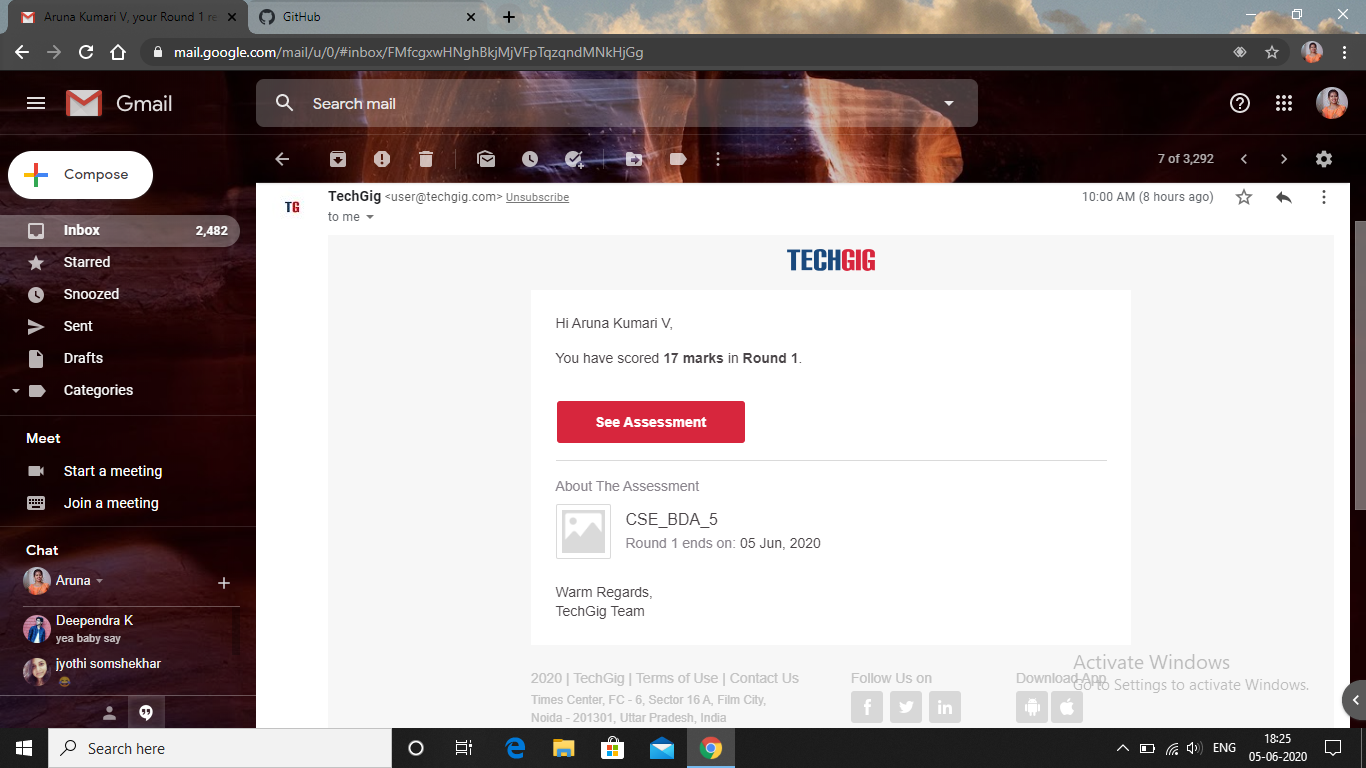 Aruna Kumari V, your Round 1 re
GitHub
mail.google.com/mail/u/0/#inbox/FMfcgxwHNghBkjMjVFpTqzqndMNkHjGg
Gmail
Search mail
Compose
7 of 3,292
Inbox 2,482
Starred
Snoozed
Sent
Drafts
Categories
Meet
Start a meeting
Join a meeting
Chat
Aruna
Deependra K
yea baby say
jyothi somshekhar
TG
TechGig <user@techgig.com> Unsubscribe
10:00 AM (8 hours ago)
to me
TECHGIG
Hi Aruna Kumari V,
You have scored 17 marks in Round 1.
See Assessment
About The Assessment
CSE_BDA_5
Round 1 ends on: 05 Jun, 2020
Warm Regards,
TechGig Team
2020 | TechGig | Terms of Use | Contact Us
Times Center, FC - 6, Sector 16 A, Film City,
Noida - 201301, Uttar Pradesh, India
Follow Us on
Download App
Activate Windows
Go to Settings to activate Windows.
Search here
ENG
18:25
05-06-2020